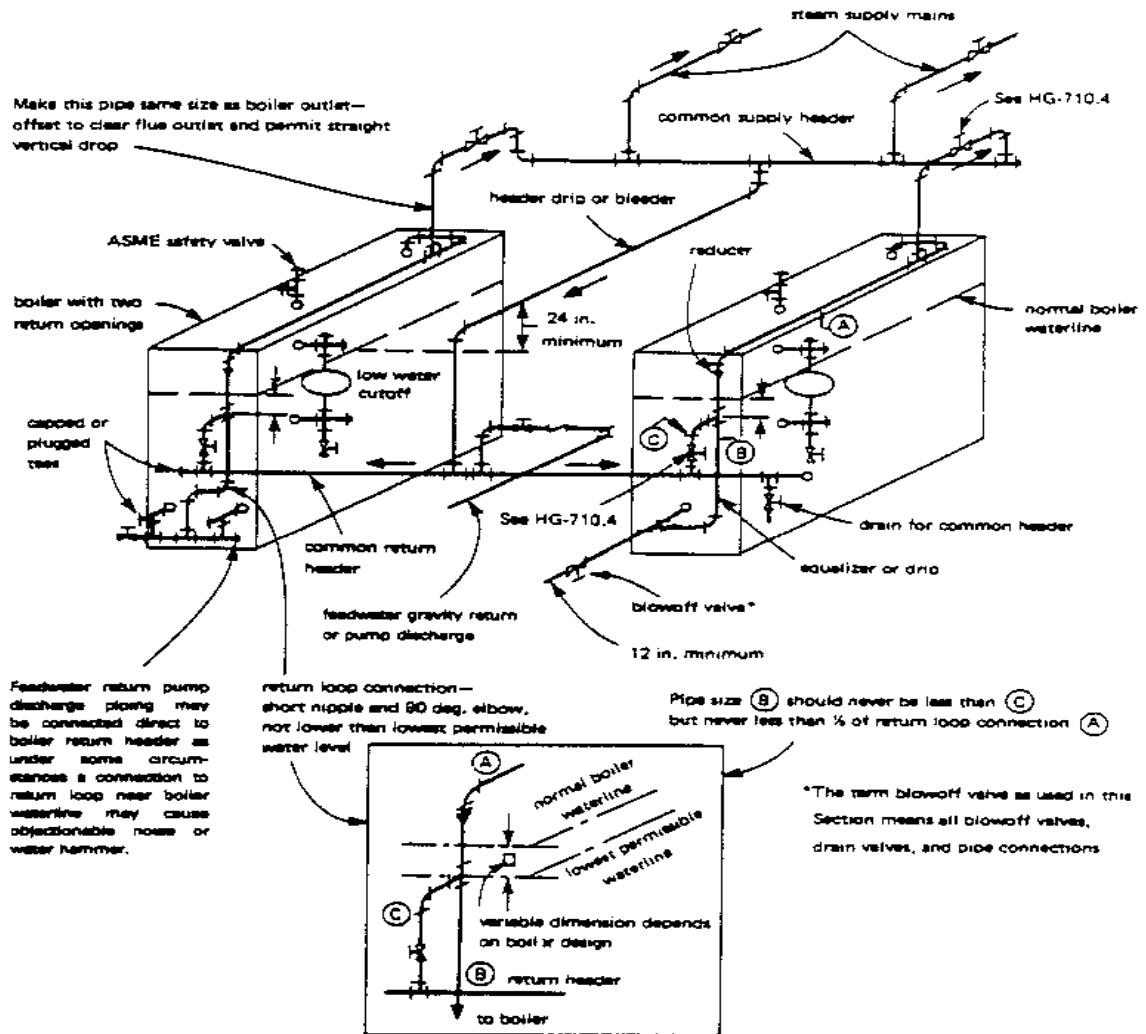 steam supply mains
Make this pipe same size as boiler outlet—
offset to clear flue outlet and permit straight
vertical drop
See HG-710.4
common supply header
header drip or bleeder
ASME safety valve
reducer
boiler with two
return openings
24 in.
minimum
A
normal boiler
waterline
low water
cutoff
capped or
plugged
tees
C
B
See HG-710.4
drain for common header
common return
header
equalizer or drip
feedwater gravity return
or pump discharge
blowoff valve*
12 in. minimum
Feedwater return pump
discharge piping may
be connected direct to
boiler return header as
under some circum-
stances a connection to
return loop near boiler
waterline may cause
objectionable noise or
water hammer.
return loop connection—
short nipple and 90 deg. elbow,
not lower than lowest permissible
water level
Pipe size B should never be less than C
but never less than ½ of return loop connection A
*The term blowoff valve as used in this
Section means all blowoff valves,
drain valves, and pipe connections
A
normal boiler
waterline
lowest permissible
waterline
C
variable dimension depends
on boiler design
B return header
to boiler